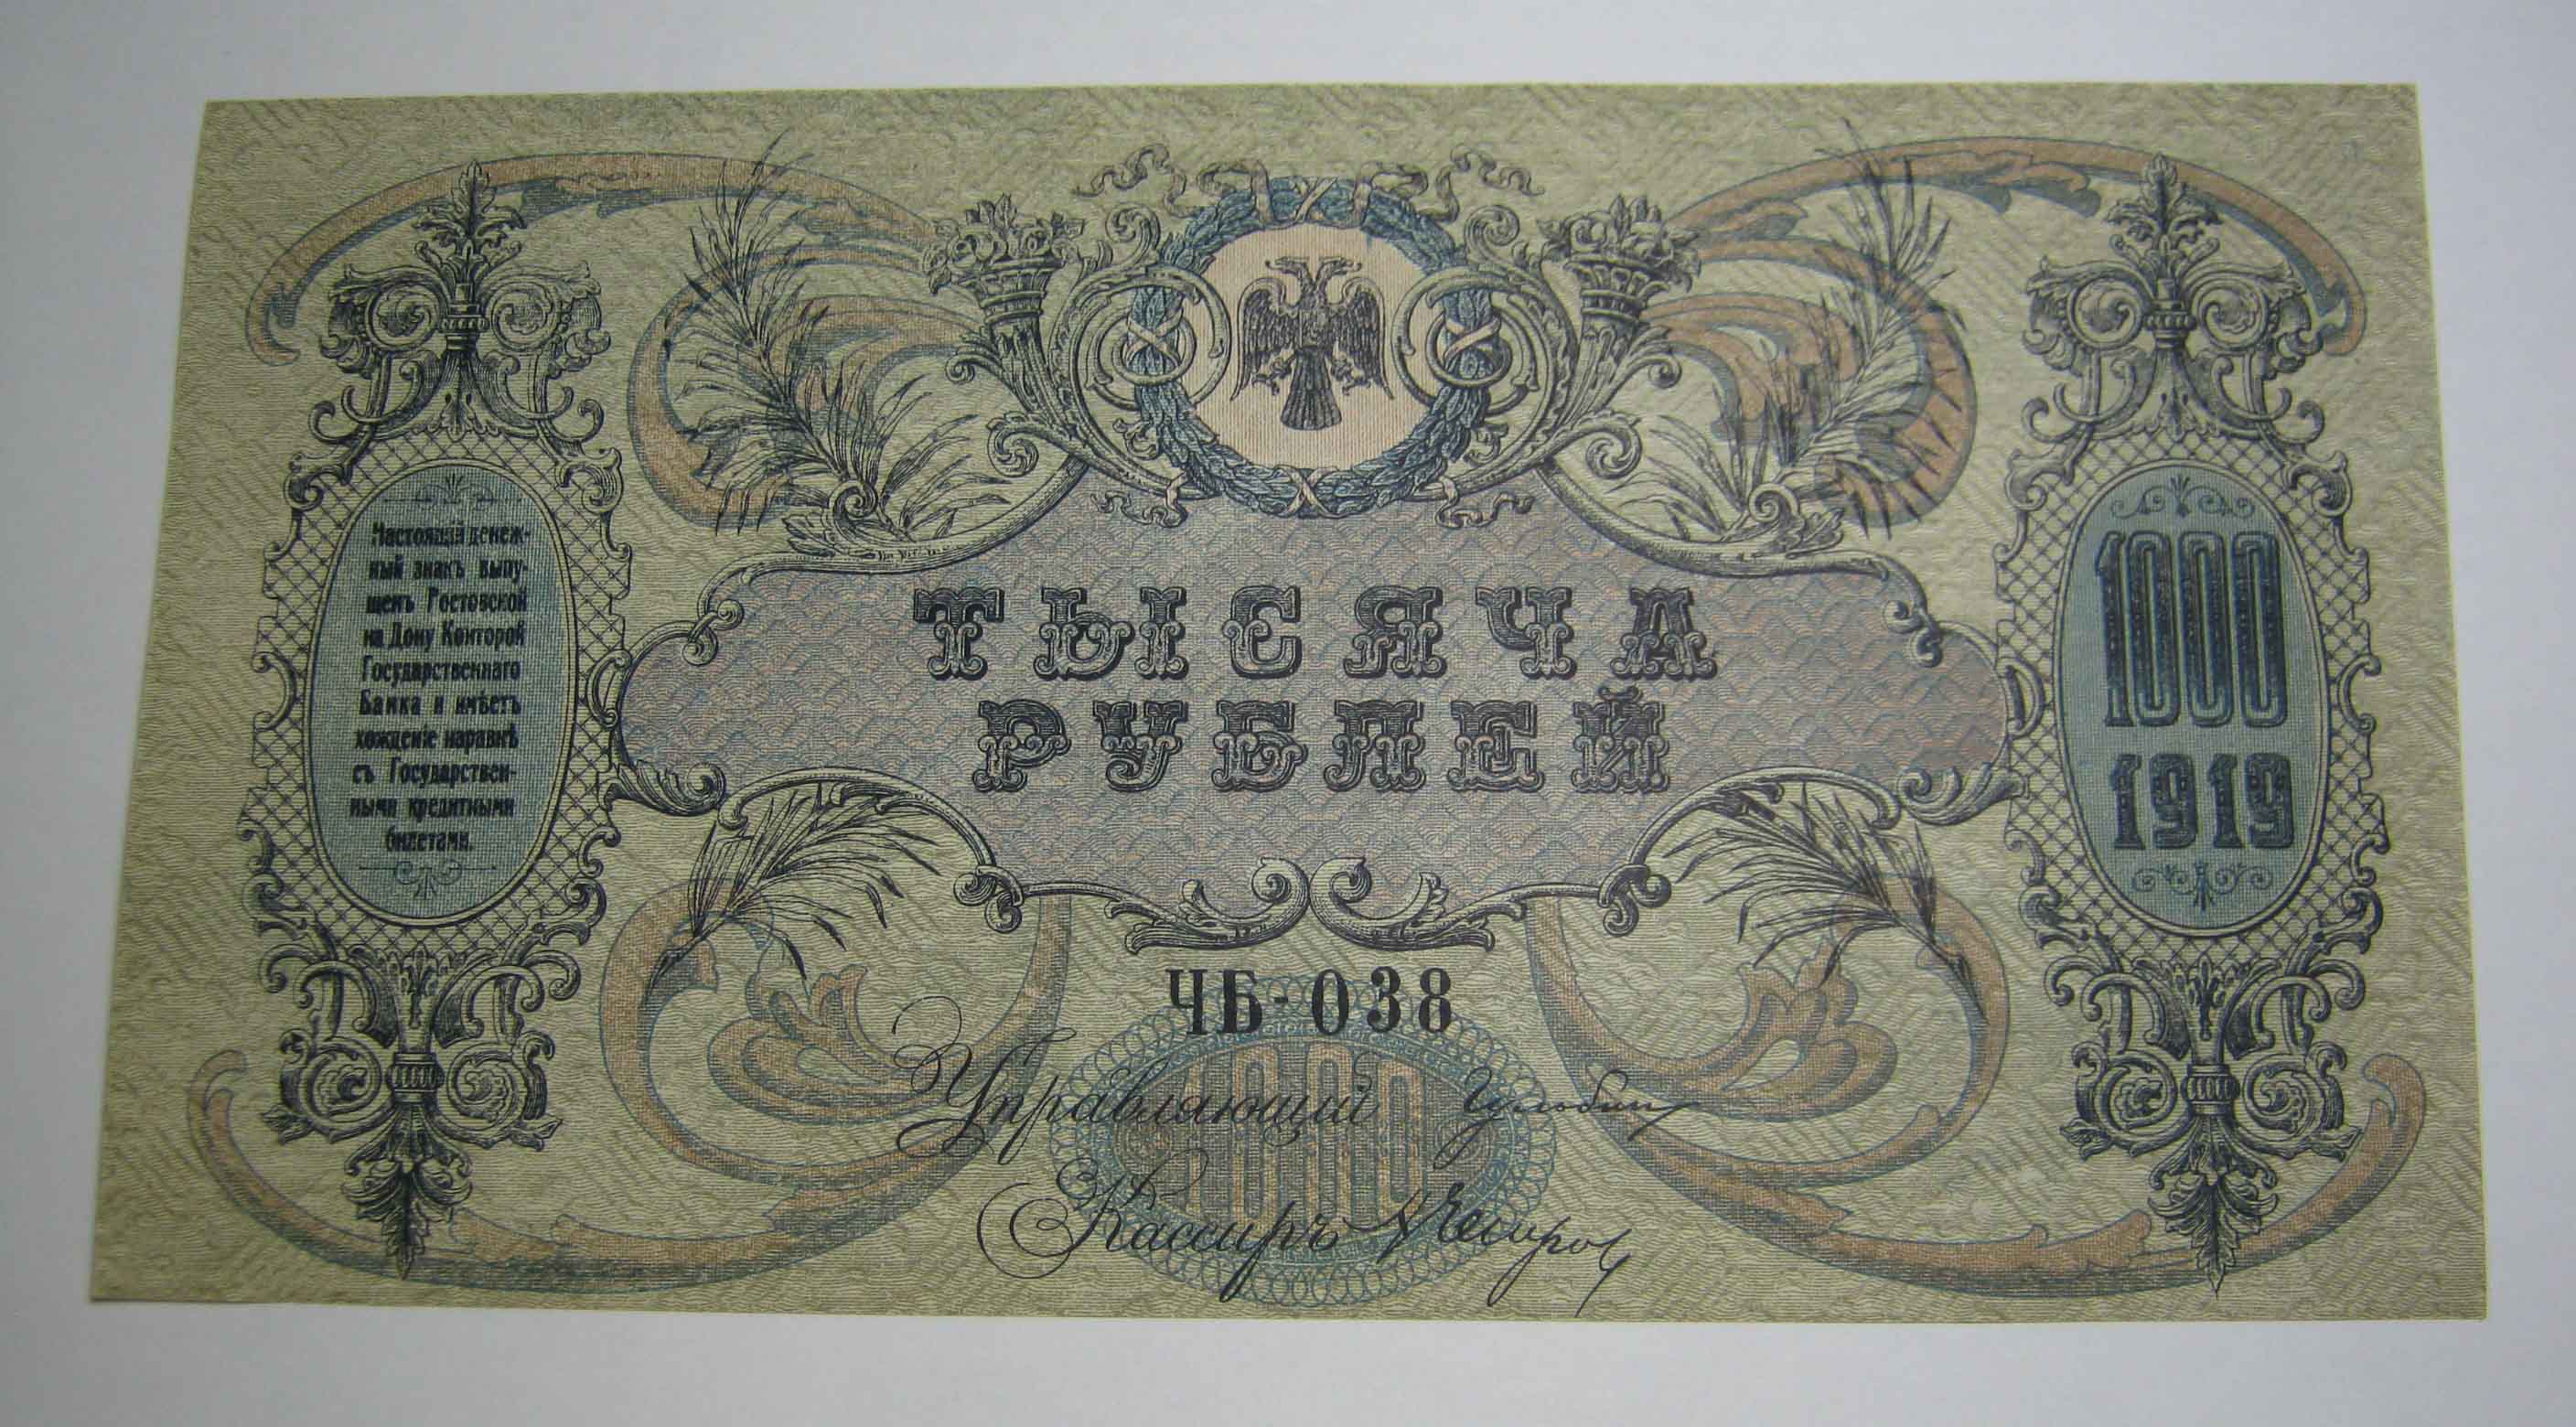 Настоящій денеж-
ный знакъ выпу-
щенъ Ростовской
на Дону Конторой
Государственнаго
Банка и имѣетъ
хожденіе наравнѣ
съ Государствен-
ными кредитными
билетами.
ТЫСЯЧА
РУБЛЕЙ
1000
1919
ЧБ-038
1000
Управляющій
Кассиръ